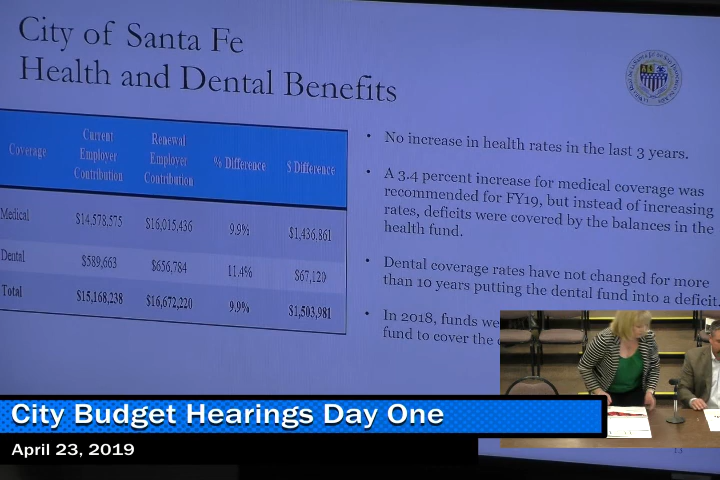 City of Santa Fe
Health and Dental Benefits
Coverage
Current
Employer
Contribution
Renewal
Employer
Contribution
% Difference
$ Difference
Medical $14,578,575 $16,015,436 9.9% $1,436,861
Dental $589,663 $656,784 11.4% $67,120
Total $15,168,238 $16,672,220 9.9% $1,503,981
• No increase in health rates in the last 3 years.
• A 3.4 percent increase for medical coverage was
recommended for FY19, but instead of increasing
rates, deficits were covered by the balances in the
health fund.
• Dental coverage rates have not changed for more
than 10 years putting the dental fund into a deficit.
• In 2018, funds we
fund to cover the
City Budget Hearings Day One
April 23, 2019
13